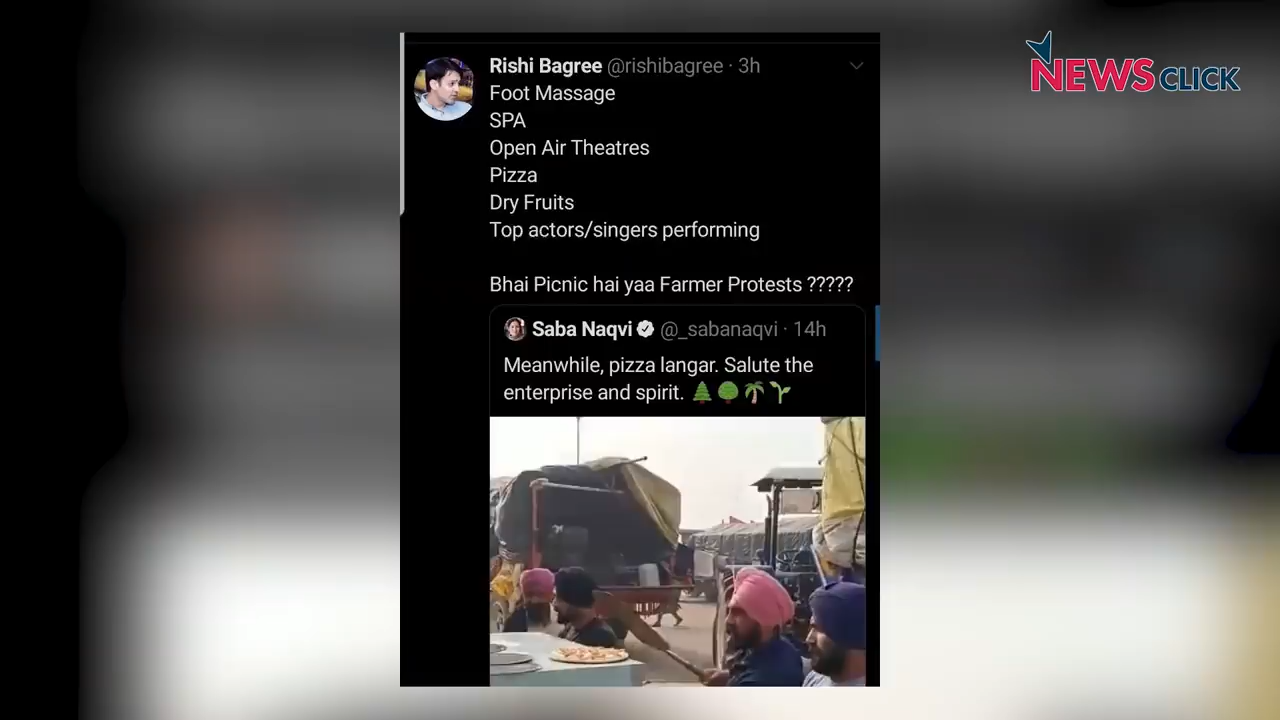 Rishi Bagree @rishibagree · 3h
Foot Massage
SPA
Open Air Theatres
Pizza
Dry Fruits
Top actors/singers performing
Bhai Picnic hai yaa Farmer Protests ?????
Saba Naqvi @_sabanaqvi · 14h
Meanwhile, pizza langar. Salute the
enterprise and spirit. 🌲🌳🌴🌱
NEWSCLICK